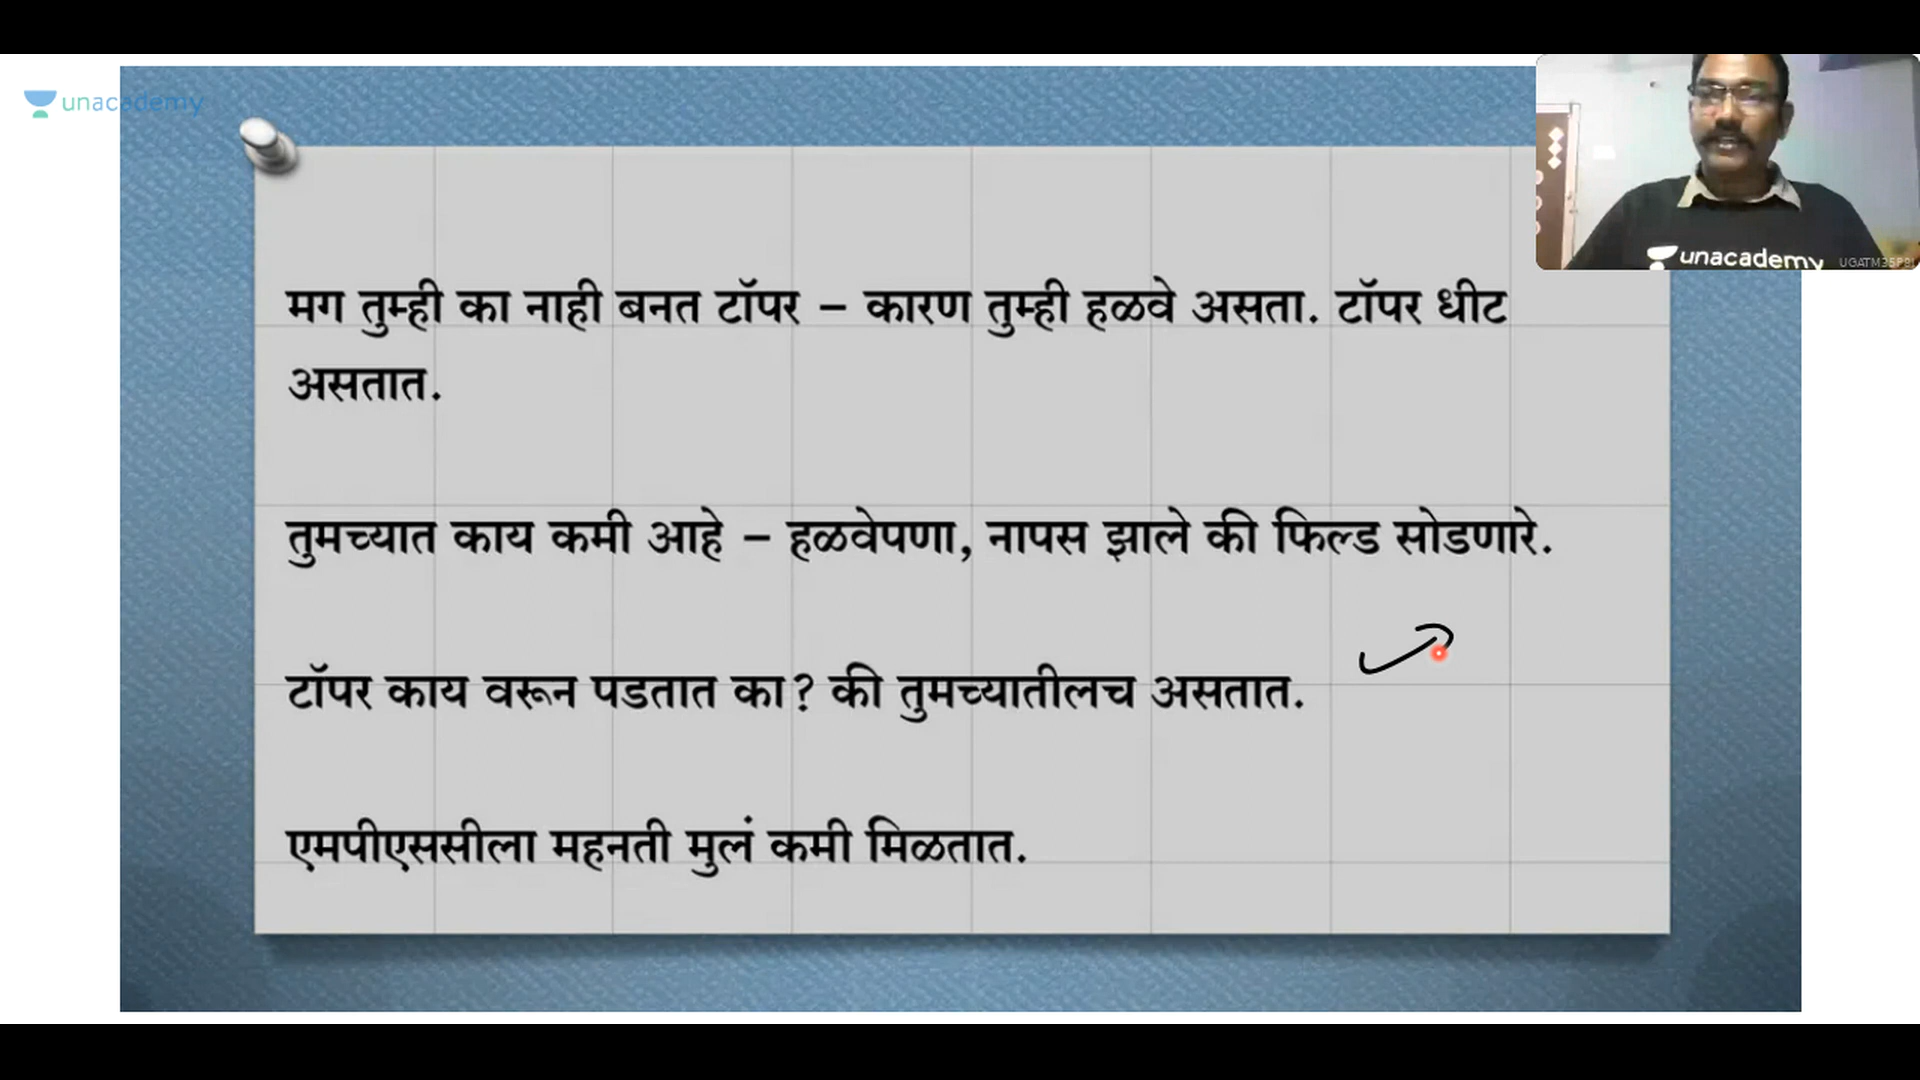 unacademy
unacademy
UGATM35P9I
मग तुम्ही का नाही बनत टॉपर – कारण तुम्ही हळवे असता. टॉपर धीट
असतात.
तुमच्यात काय कमी आहे – हळवेपणा, नापस झाले की फिल्ड सोडणारे.
टॉपर काय वरून पडतात का? की तुमच्यातीलच असतात.
एमपीएससीला महनती मुलं कमी मिळतात.